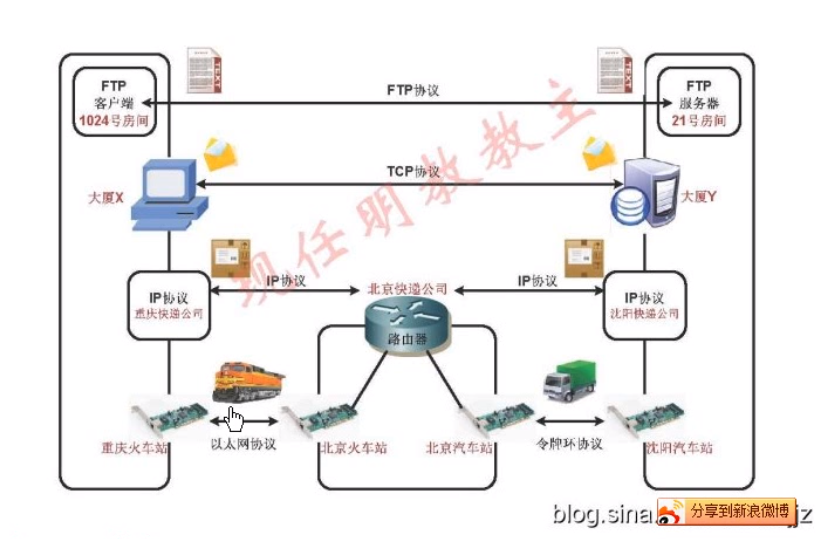 FTP
客户端
1024号房间
FTP协议
FTP
服务器
21号房间
TEXT
TEXT
大厦X
TCP协议
大厦Y
现任明教教主
IP协议
重庆快递公司
IP协议
北京快递公司
路由器
IP协议
IP协议
沈阳快递公司
重庆火车站
以太网协议
北京火车站
北京汽车站
令牌环协议
沈阳汽车站
blog.sina.
分享到新浪微博
jz